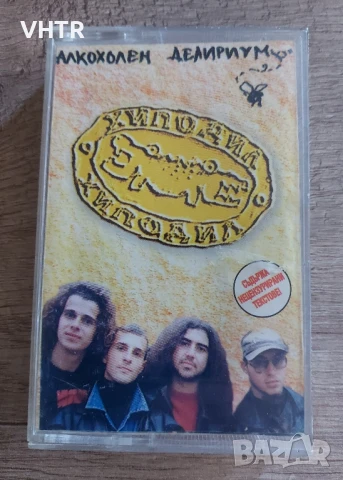 VHTR
АЛКОХОЛЕН ДЕЛИРИУМ
ХИПОДИЛ
ХИПОДИЛ
СЪДЪРЖА
НЕЦЕНЗУРИРАНИ
ТЕКСТОВЕ!
BAZAR